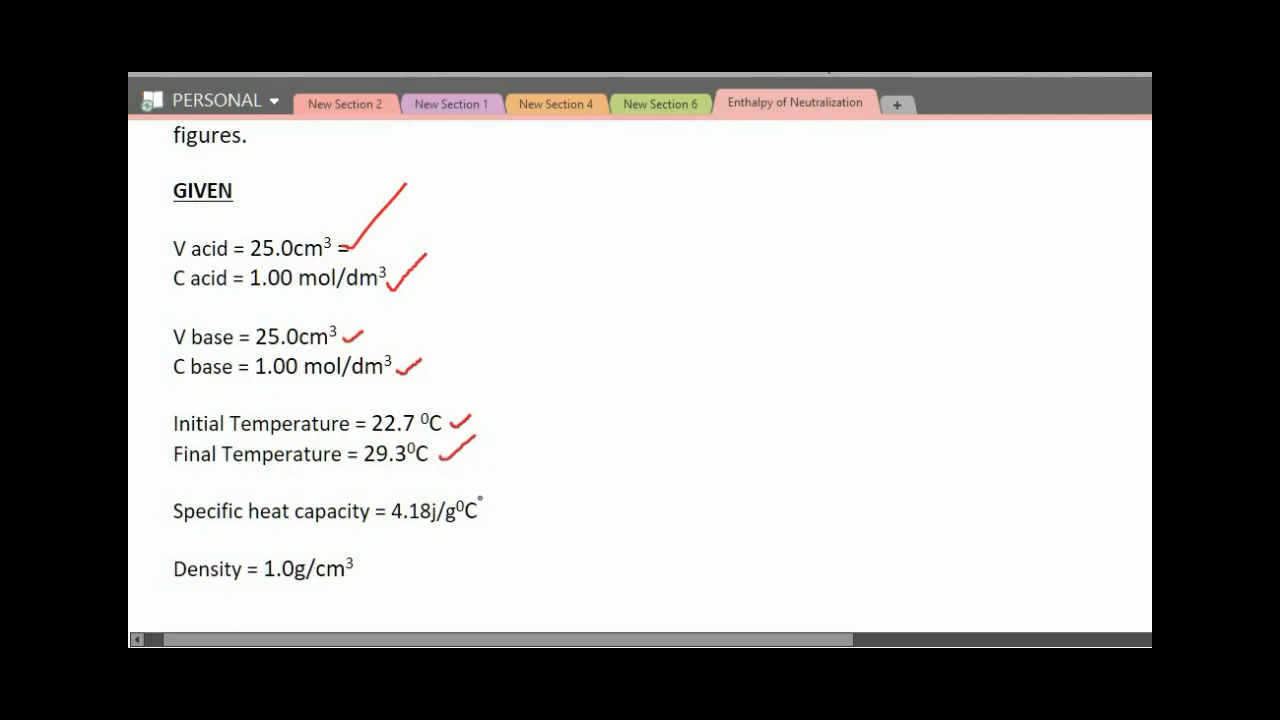 PERSONAL
New Section 2
New Section 1
New Section 4
New Section 6
Enthalpy of Neutralization
+
figures.
GIVEN
V acid = 25.0cm³ =
C acid = 1.00 mol/dm³
V base = 25.0cm³
C base = 1.00 mol/dm³
Initial Temperature = 22.7 ⁰C
Final Temperature = 29.3⁰C
Specific heat capacity = 4.18j/g⁰C
Density = 1.0g/cm³